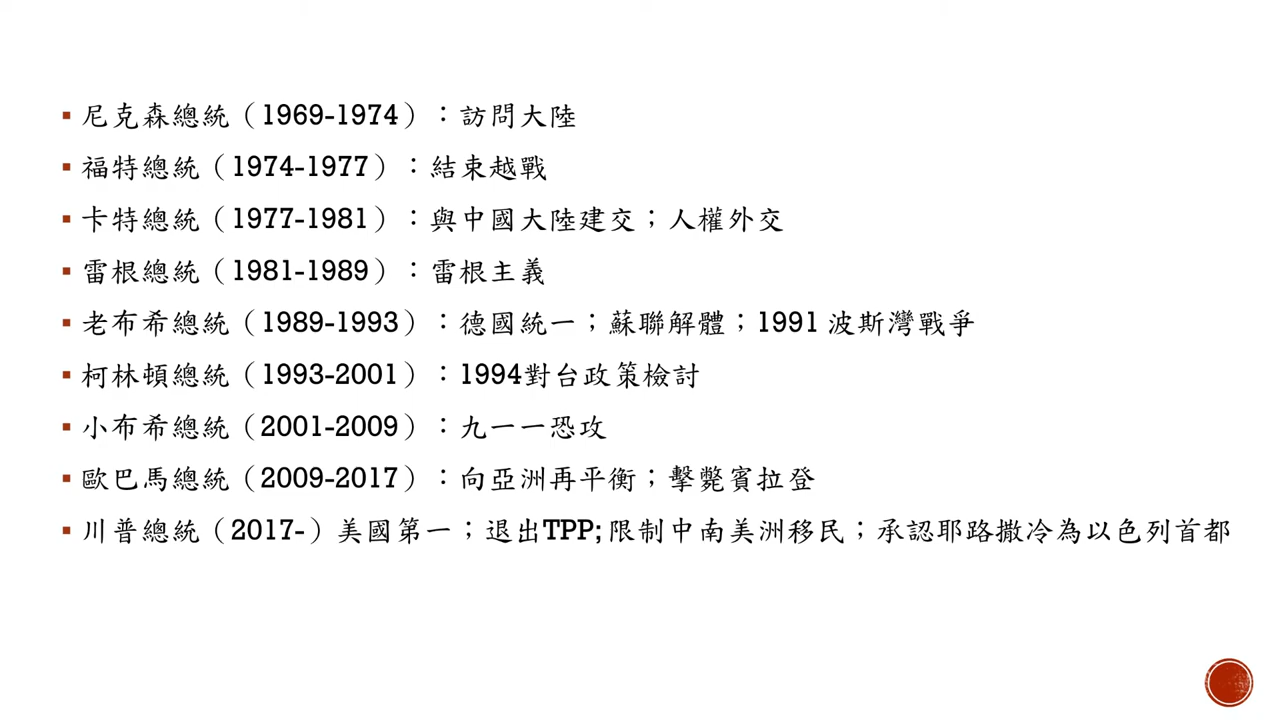 ▪ 尼克森總統（1969-1974）：訪問大陸
▪ 福特總統（1974-1977）：結束越戰
▪ 卡特總統（1977-1981）：與中國大陸建交；人權外交
▪ 雷根總統（1981-1989）：雷根主義
▪ 老布希總統（1989-1993）：德國統一；蘇聯解體；1991 波斯灣戰爭
▪ 柯林頓總統（1993-2001）：1994對台政策檢討
▪ 小布希總統（2001-2009）：九一一恐攻
▪ 歐巴馬總統（2009-2017）：向亞洲再平衡；擊斃賓拉登
▪ 川普總統（2017-）美國第一；退出TPP; 限制中南美洲移民；承認耶路撒冷為以色列首都